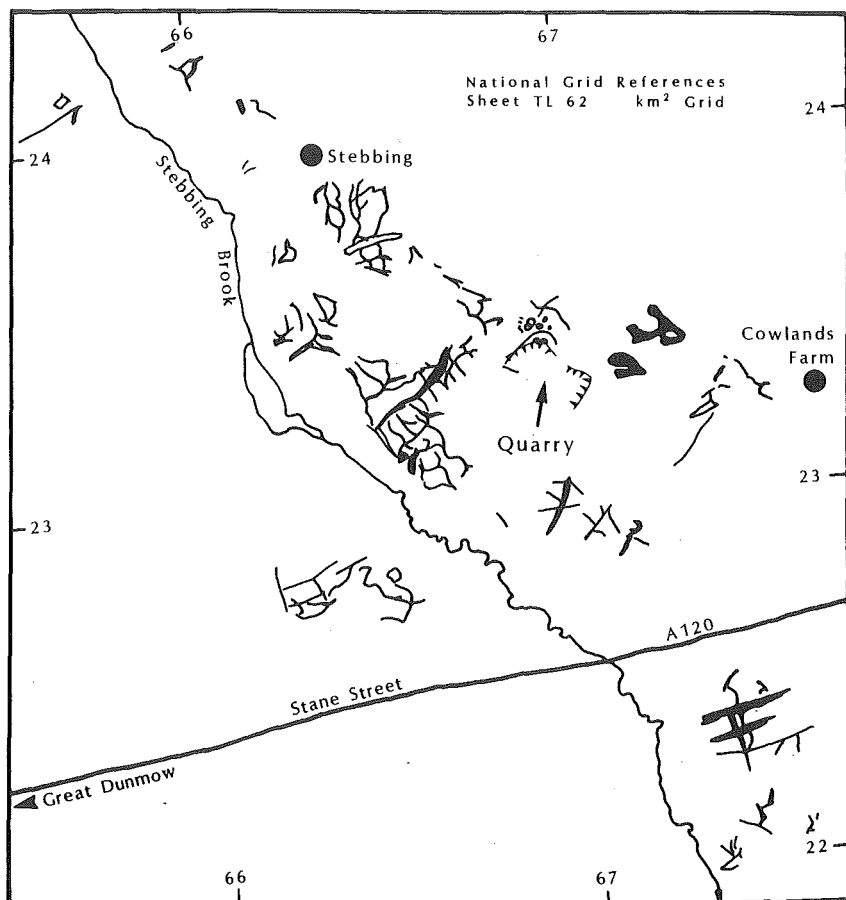 66
67
National Grid References
Sheet TL 62 km² Grid
24
24
Stebbing
Stebbing
Brook
Cowlands
Farm
Quarry
23
23
A120
Stane Street
Great Dunmow
22
66
67